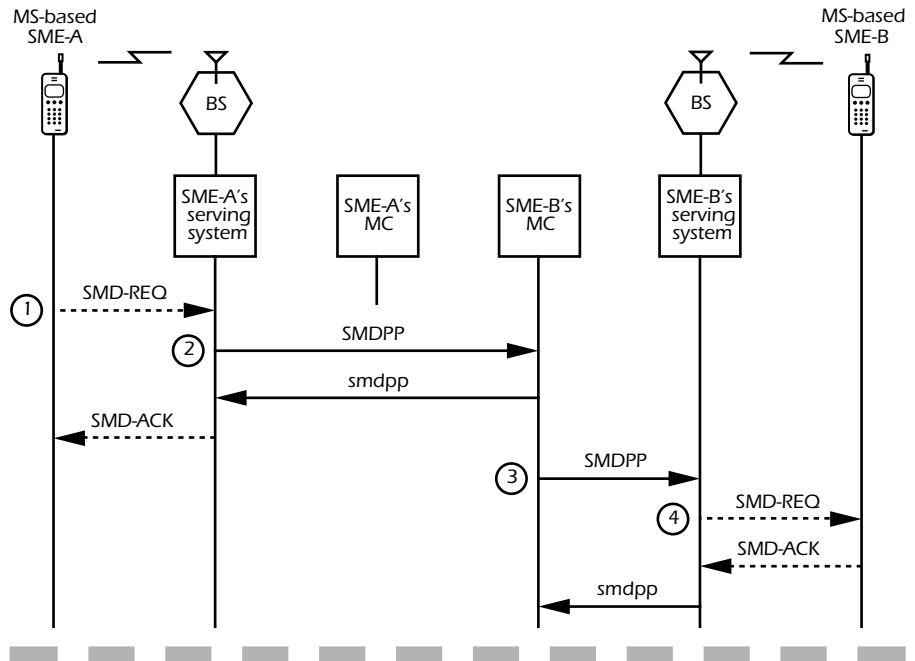 MS-based
SME-A
MS-based
SME-B
BS
BS
SME-A's
serving
system
SME-A's
MC
SME-B's
MC
SME-B's
serving
system
1
SMD-REQ
2
SMDPP
smdpp
SMD-ACK
3
SMDPP
4
SMD-REQ
SMD-ACK
smdpp